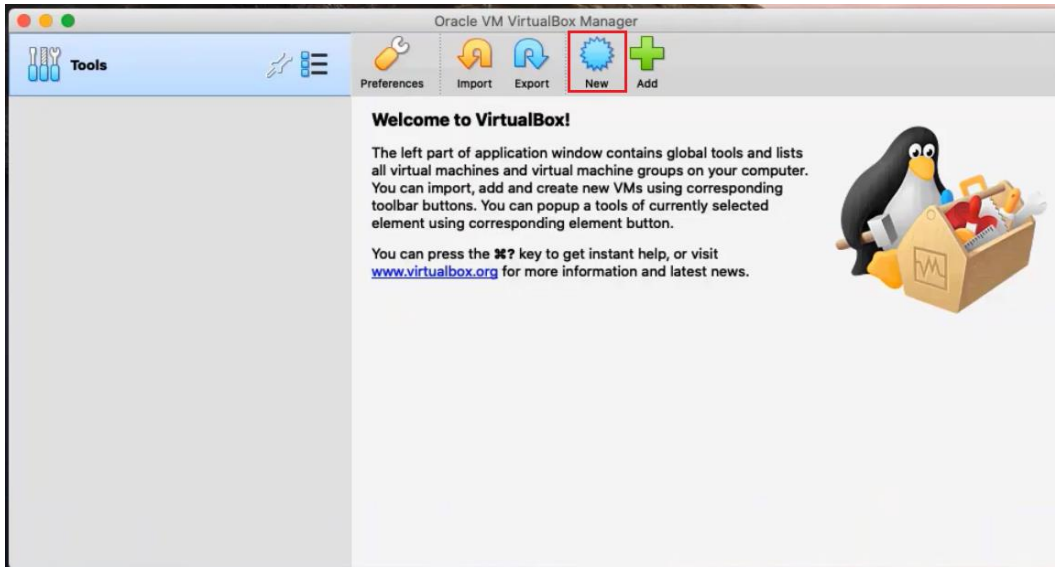 Oracle VM VirtualBox Manager
Tools
Preferences
Import
Export
New
Add
Welcome to VirtualBox!
The left part of application window contains global tools and lists
all virtual machines and virtual machine groups on your computer.
You can import, add and create new VMs using corresponding
toolbar buttons. You can popup a tools of currently selected
element using corresponding element button.
You can press the ⌘? key to get instant help, or visit
www.virtualbox.org for more information and latest news.